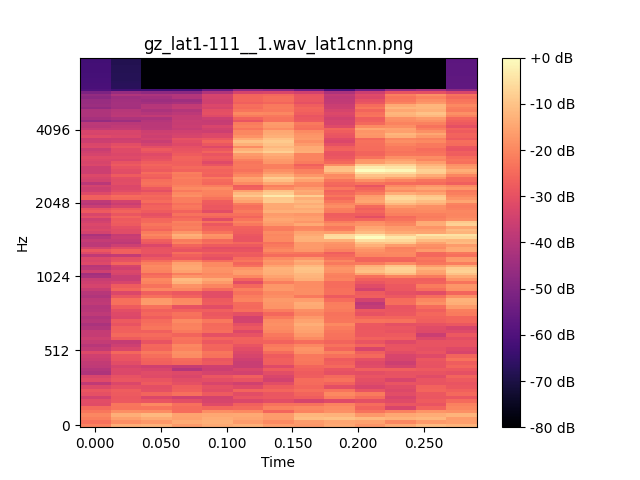 gz_lat1-111__1.wav_lat1cnn.png
+0 dB
-10 dB
-20 dB
-30 dB
-40 dB
-50 dB
-60 dB
-70 dB
-80 dB
4096
2048
1024
512
0
Hz
0.000
0.050
0.100
0.150
0.200
0.250
Time